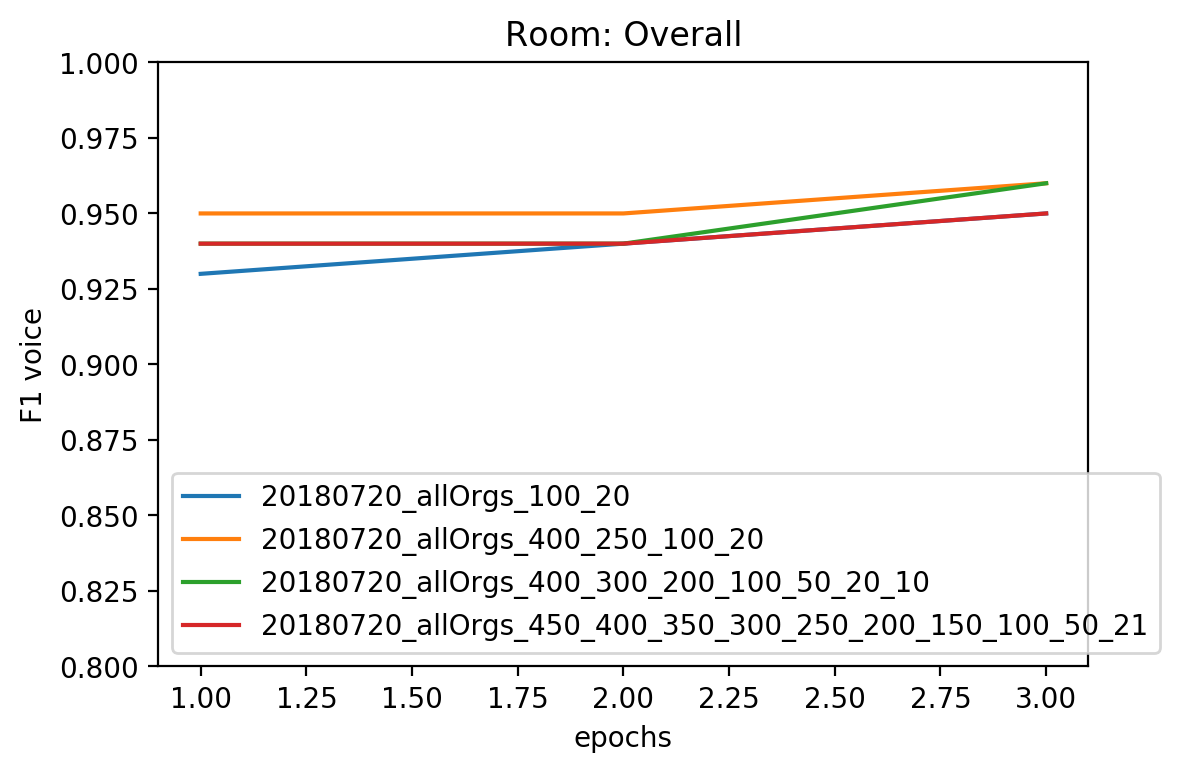 Room: Overall
1.000
0.975
0.950
0.925
0.900
0.875
0.850
0.825
0.800
F1 voice
20180720_allOrgs_100_20
20180720_allOrgs_400_250_100_20
20180720_allOrgs_400_300_200_100_50_20_10
20180720_allOrgs_450_400_350_300_250_200_150_100_50_21
1.00 1.25 1.50 1.75 2.00 2.25 2.50 2.75 3.00
epochs